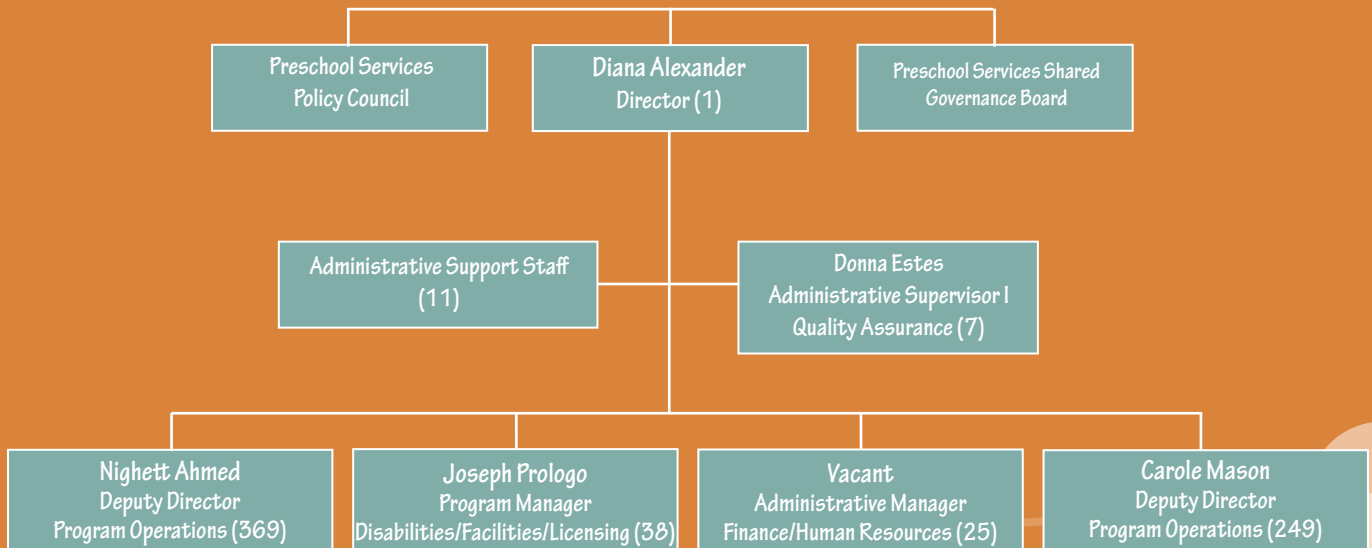 Preschool Services
Policy Council
Diana Alexander
Director (1)
Preschool Services Shared
Governance Board
Administrative Support Staff
(11)
Donna Estes
Administrative Supervisor I
Quality Assurance (7)
Nighett Ahmed
Deputy Director
Program Operations (369)
Joseph Prologo
Program Manager
Disabilities/Facilities/Licensing (38)
Vacant
Administrative Manager
Finance/Human Resources (25)
Carole Mason
Deputy Director
Program Operations (249)